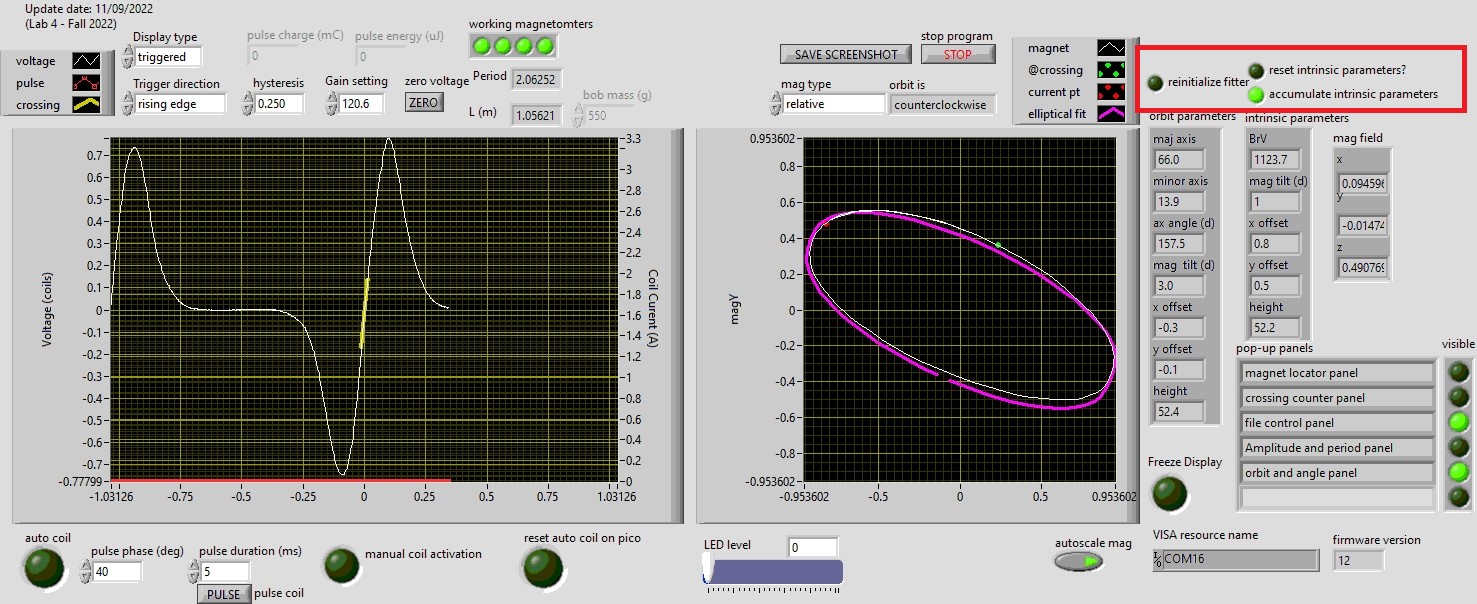 Update date: 11/09/2022
(Lab 4 - Fall 2022)
voltage
pulse
crossing
Display type
triggered
Trigger direction
rising edge
pulse charge (mC)
0
pulse energy (uJ)
0
hysteresis
0.250
Gain setting
120.6
zero voltage
ZERO
working magnetomters
Period
2.06252
L (m)
1.05621
bob mass (g)
550
SAVE SCREENSHOT
stop program
STOP
mag type
relative
orbit is
counterclockwise
magnet
@crossing
current pt
elliptical fit
reinitialize fitter
reset intrinsic parameters?
accumulate intrinsic parameters
Voltage (coils)
0.7
0.6
0.5
0.4
0.3
0.2
0.1
0
-0.1
-0.2
-0.3
-0.4
-0.5
-0.6
-0.7
-0.77799
-1.03126
-0.75
-0.5
-0.25
0
0.25
0.5
0.75
1.03126
3.3
3
2.8
2.6
2.4
2.2
2
1.8
1.6
1.4
1.2
1
0.8
0.6
0.4
0.2
0
Coil Curent (A)
magY
0.953602
0.8
0.6
0.4
0.2
0
-0.2
-0.4
-0.6
-0.8
-0.953602
-0.953602
-0.5
0
0.5
0.953602
orbit parameters
maj axis
66.0
minor axis
13.9
ax angle (d)
157.5
mag tilt (d)
3.0
x offset
-0.3
y offset
-0.1
height
52.4
intrinsic parameters
BrV
1123.7
mag tilt (d)
1
x offset
0.8
y offset
0.5
height
52.2
mag field
x
0.094596
y
-0.01474
z
0.490769
pop-up panels
visible
magnet locator panel
crossing counter panel
file control panel
Amplitude and period panel
orbit and angle panel
Freeze Display
auto coil
pulse phase (deg)
40
pulse duration (ms)
5
PULSE
pulse coil
manual coil activation
reset auto coil on pico
LED level
0
autoscale mag
VISA resource name
COM16
firmware version
12